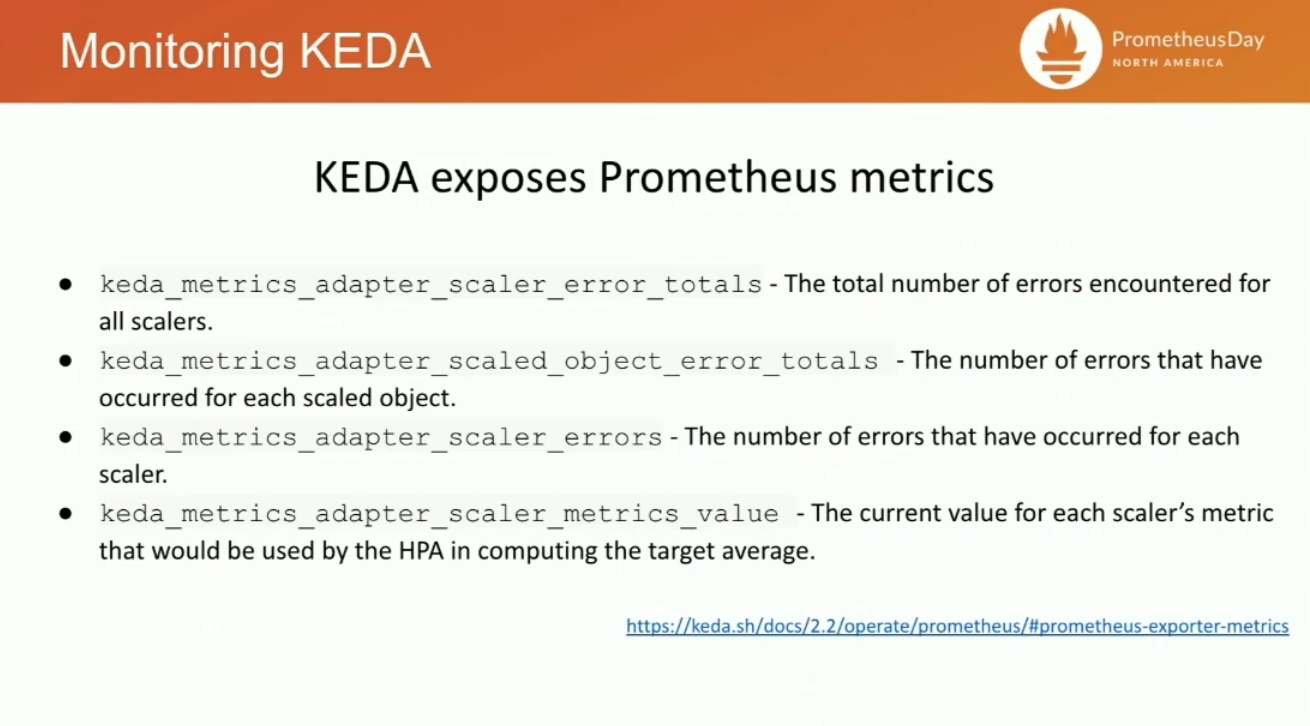 Monitoring KEDA
PrometheusDay
NORTH AMERICA
KEDA exposes Prometheus metrics
● keda_metrics_adapter_scaler_error_totals - The total number of errors encountered for
all scalers.
● keda_metrics_adapter_scaled_object_error_totals - The number of errors that have
occurred for each scaled object.
● keda_metrics_adapter_scaler_errors - The number of errors that have occurred for each
scaler.
● keda_metrics_adapter_scaler_metrics_value - The current value for each scaler’s metric
that would be used by the HPA in computing the target average.
https://keda.sh/docs/2.2/operate/prometheus/#prometheus-exporter-metrics